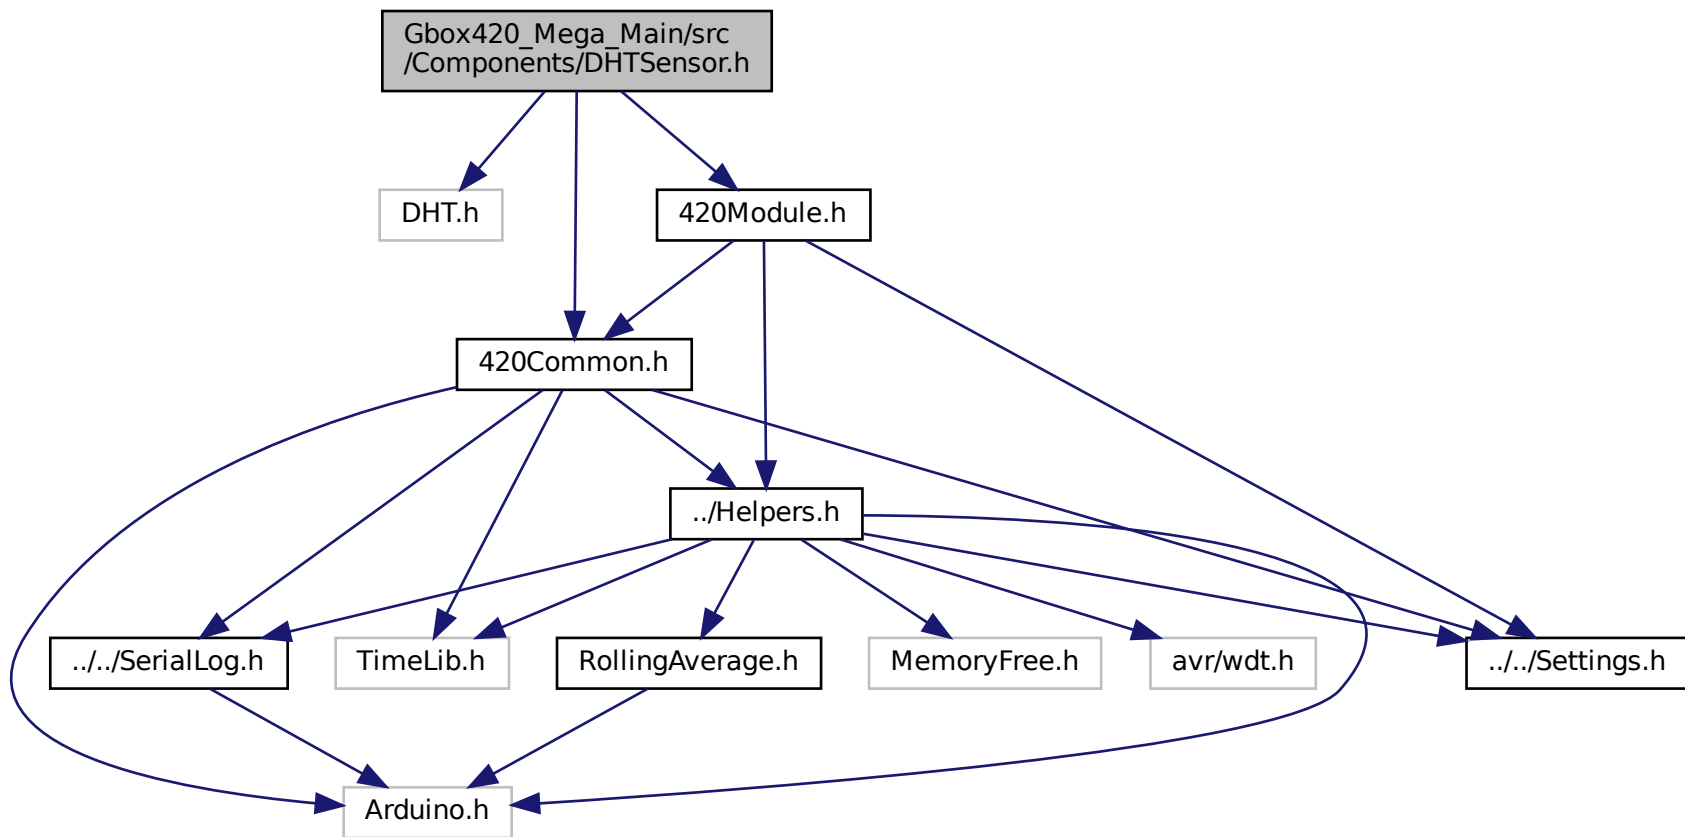 Gbox420_Mega_Main/src
/Components/DHTSensor.h
DHT.h
420Module.h
420Common.h
../Helpers.h
../../SerialLog.h
TimeLib.h
RollingAverage.h
MemoryFree.h
avr/wdt.h
../../Settings.h
Arduino.h